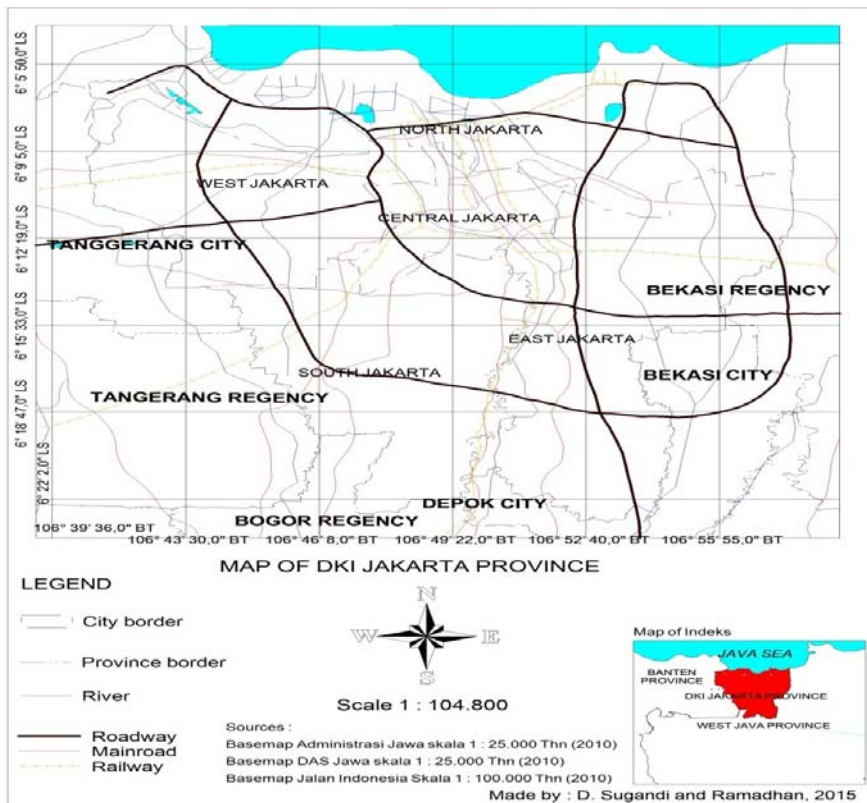 6° 5'50,0" LS
NORTH JAKARTA
6° 9'5,0" LS
WEST JAKARTA
CENTRAL JAKARTA
6° 12'19,0" LS
TANGGERANG CITY
BEKASI REGENCY
6° 15'33,0" LS
EAST JAKARTA
SOUTH JAKARTA
BEKASI CITY
TANGERANG REGENCY
6° 18'47,0" LS
6° 22'2,0" LS
DEPOK CITY
BOGOR REGENCY
106° 39'36,0" BT
106° 43'30,0" BT
106° 46'8,0" BT
106° 49'22,0" BT
106° 52'40,0" BT
106° 55'55,0" BT
MAP OF DKI JAKARTA PROVINCE
LEGEND
City border
Province border
River
Roadway
Mainroad
Railway
N
W
E
S
Scale 1 : 104.800
Sources :
Basemap Administrasi Jawa skala 1 : 25.000 Thn (2010)
Basemap DAS Jawa skala 1 : 25.000 Thn (2010)
Basemap Jalan Indonesia Skala 1 : 100.000 Thn (2010)
Map of Indeks
JAVA SEA
BANTEN
PROVINCE
DKI JAKARTA PROVINCE
WEST JAVA PROVINCE
Made by : D. Sugandi and Ramadhan, 2015